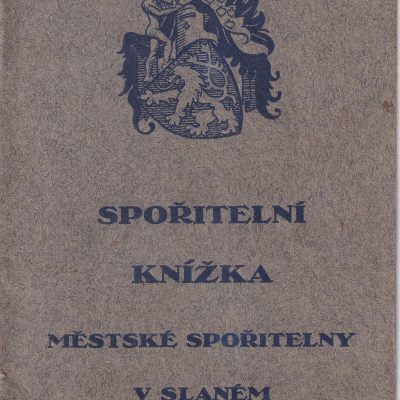 SPOŘITELNÍ
KNÍŽKA
MĚSTSKÉ SPOŘITELNY
V SLANÉM